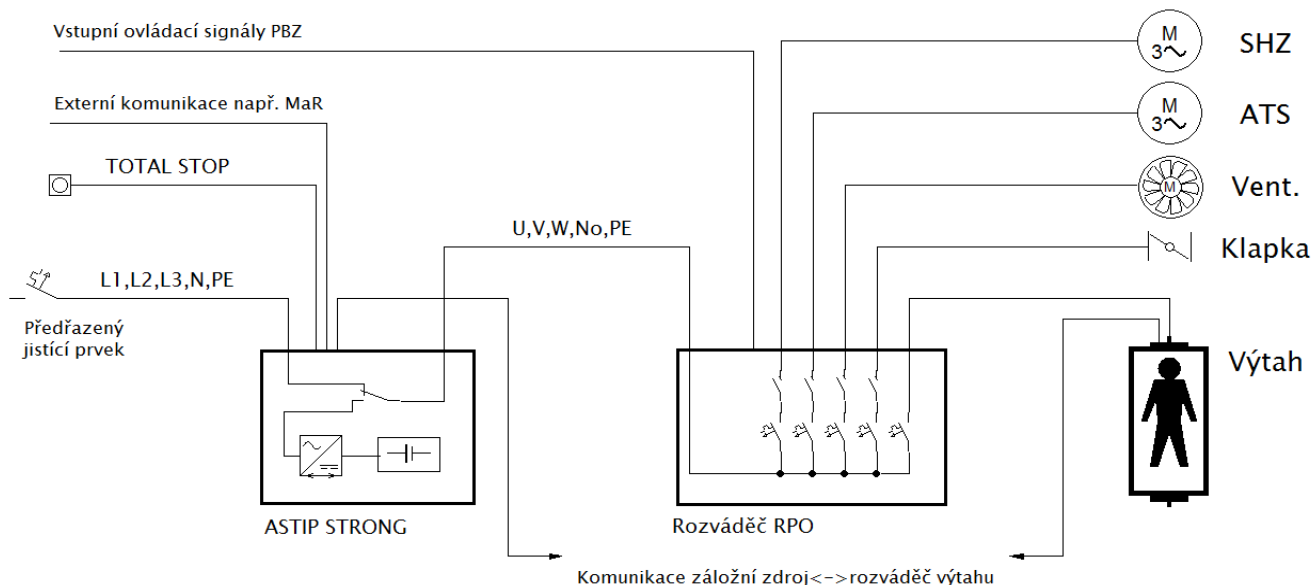 Vstupní ovládací signály PBZ
M
3
SHZ
Externí komunikace např. MaR
M
3
ATS
TOTAL STOP
M
Vent.
U,V,W,No,PE
Klapka
L1,L2,L3,N,PE
Předřazený
jistící prvek
Výtah
ASTIP STRONG
Rozváděč RPO
Komunikace záložní zdroj<->rozváděč výtahu